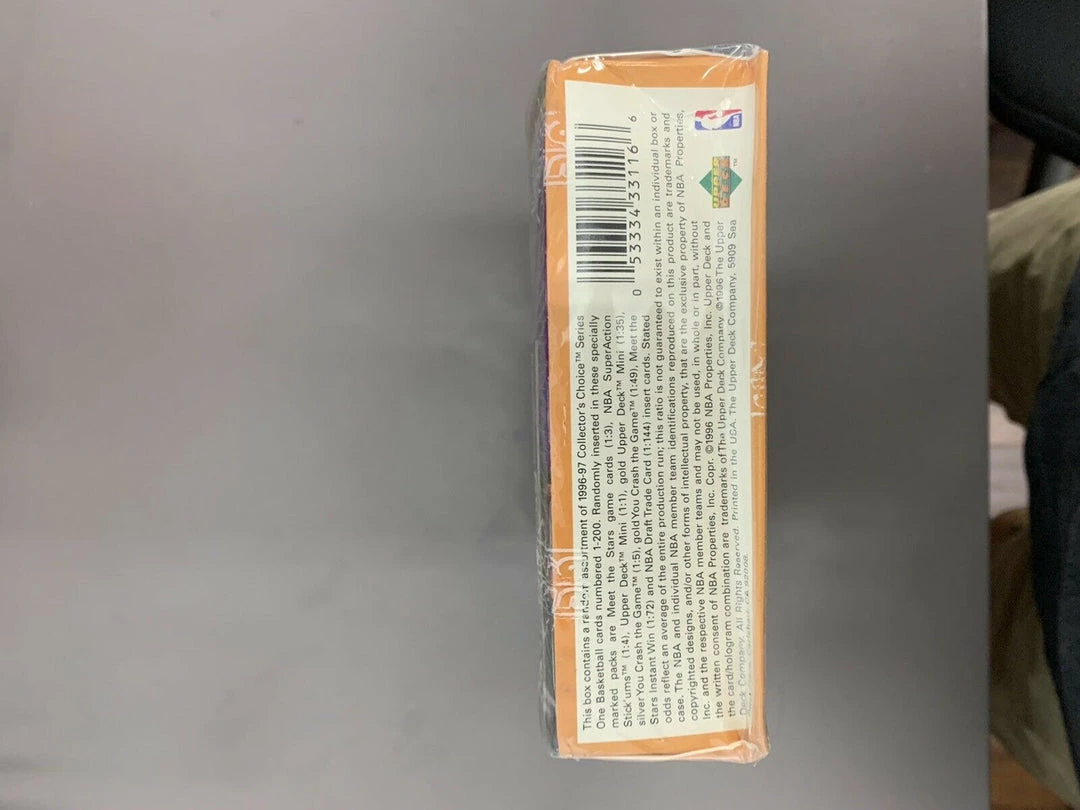 This box contains a random assortment of 1996-97 Collector's Choice™ Series
One Basketball cards numbered 1-200. Randomly inserted in these specially
marked packs are Meet the Stars game cards (1:3), NBA SuperAction
Stick'ums™ (1:4), Upper Deck™ Mini (1:1), gold Upper Deck™ Mini (1:35),
silver You Crash the Game™ (1:5), gold You Crash the Game™ (1:49), Meet the
Stars Instant Win (1:72) and NBA Draft Trade Card (1:144) insert cards. Stated
odds reflect an average of the entire production run; this ratio is not guaranteed to exist within an individual box or
case. The NBA and individual NBA member team identifications reproduced on this product are trademarks and
copyrighted designs, and/or other forms of intellectual property, that are the exclusive property of NBA Properties,
Inc. and the respective NBA member teams and may not be used, in whole or in part, without
the written consent of NBA Properties, Inc. Copr. ©1996 NBA Properties, Inc. Upper Deck and
the card/hologram combination are trademarks of The Upper Deck Company. ©1996 The Upper
Deck Company. All Rights Reserved. Printed in the USA. The Upper Deck Company, 5909 Sea
CA 92008.
0 53334 33116 6
UPPER DECK ™
NBA